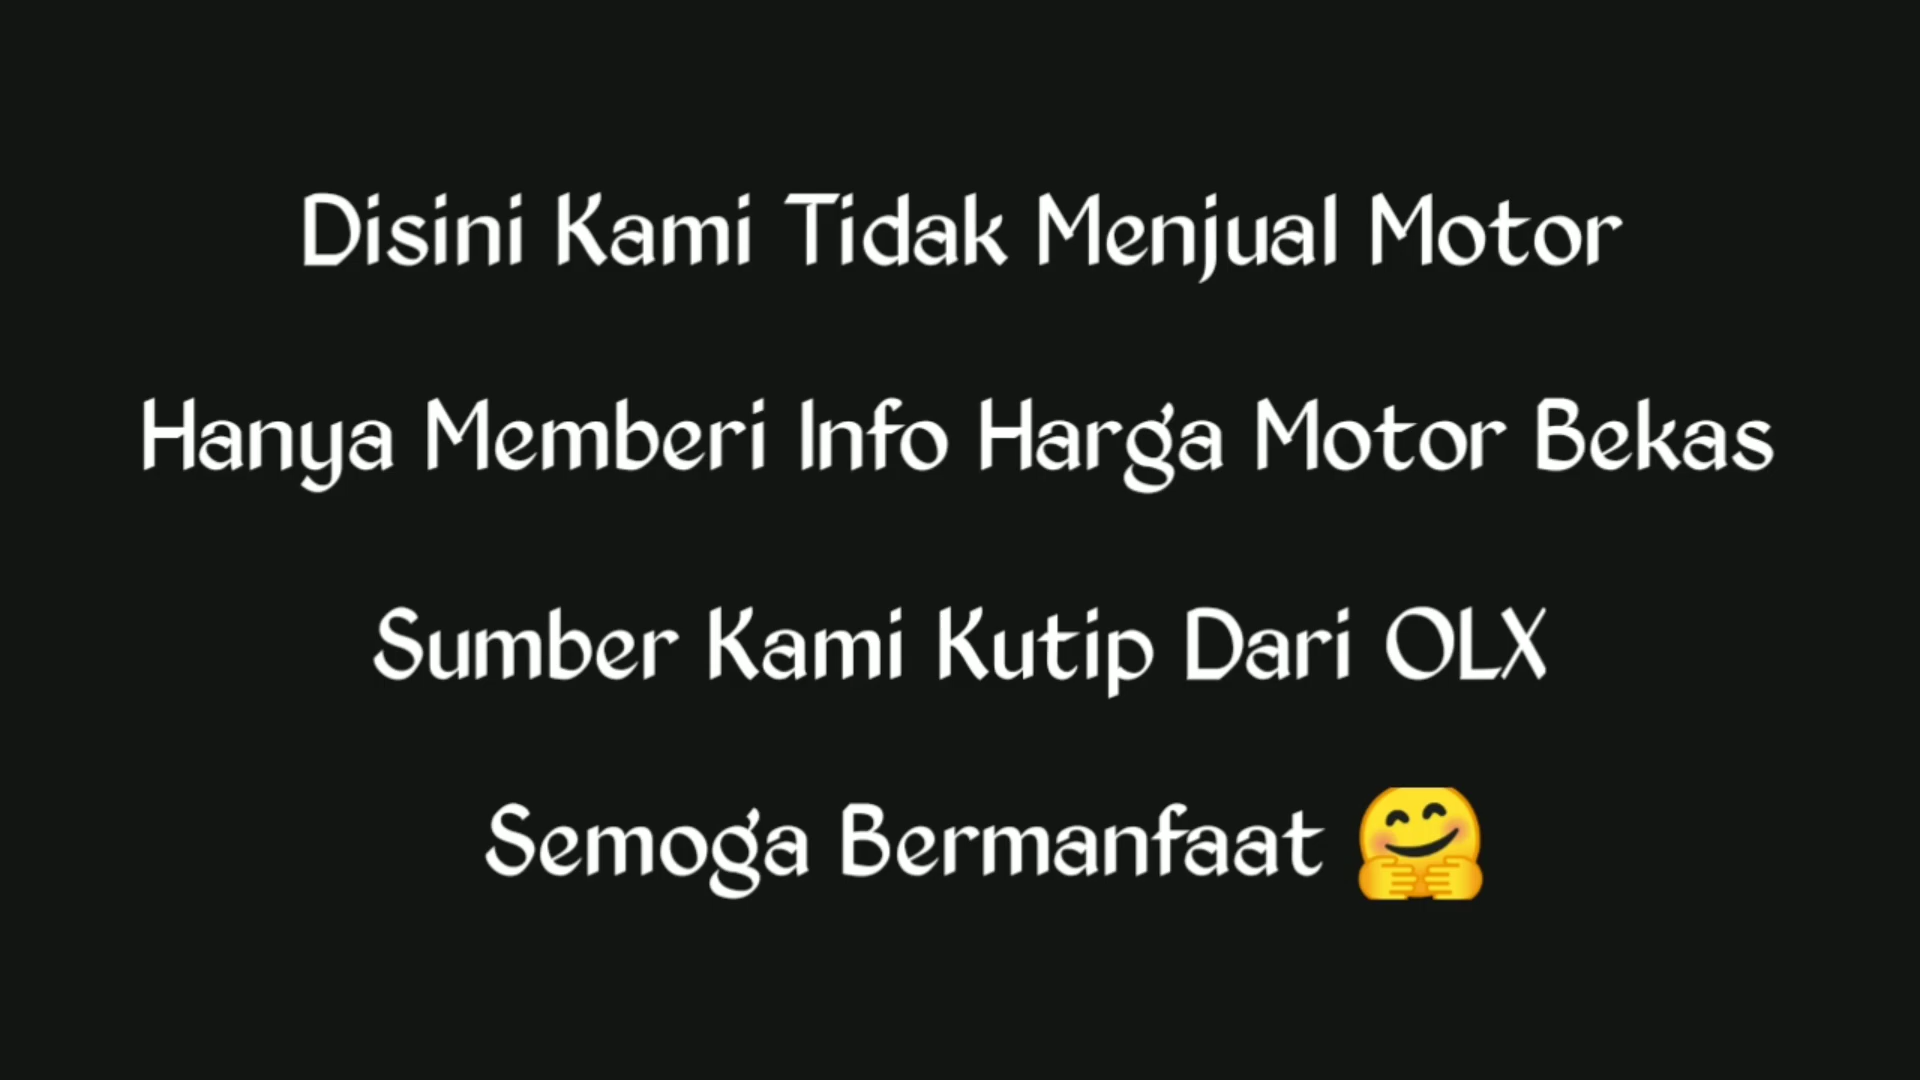 Disini Kami Tidak Menjual Motor
Hanya Memberi Info Harga Motor Bekas
Sumber Kami Kutip Dari OLX
Semoga Bermanfaat 🤗